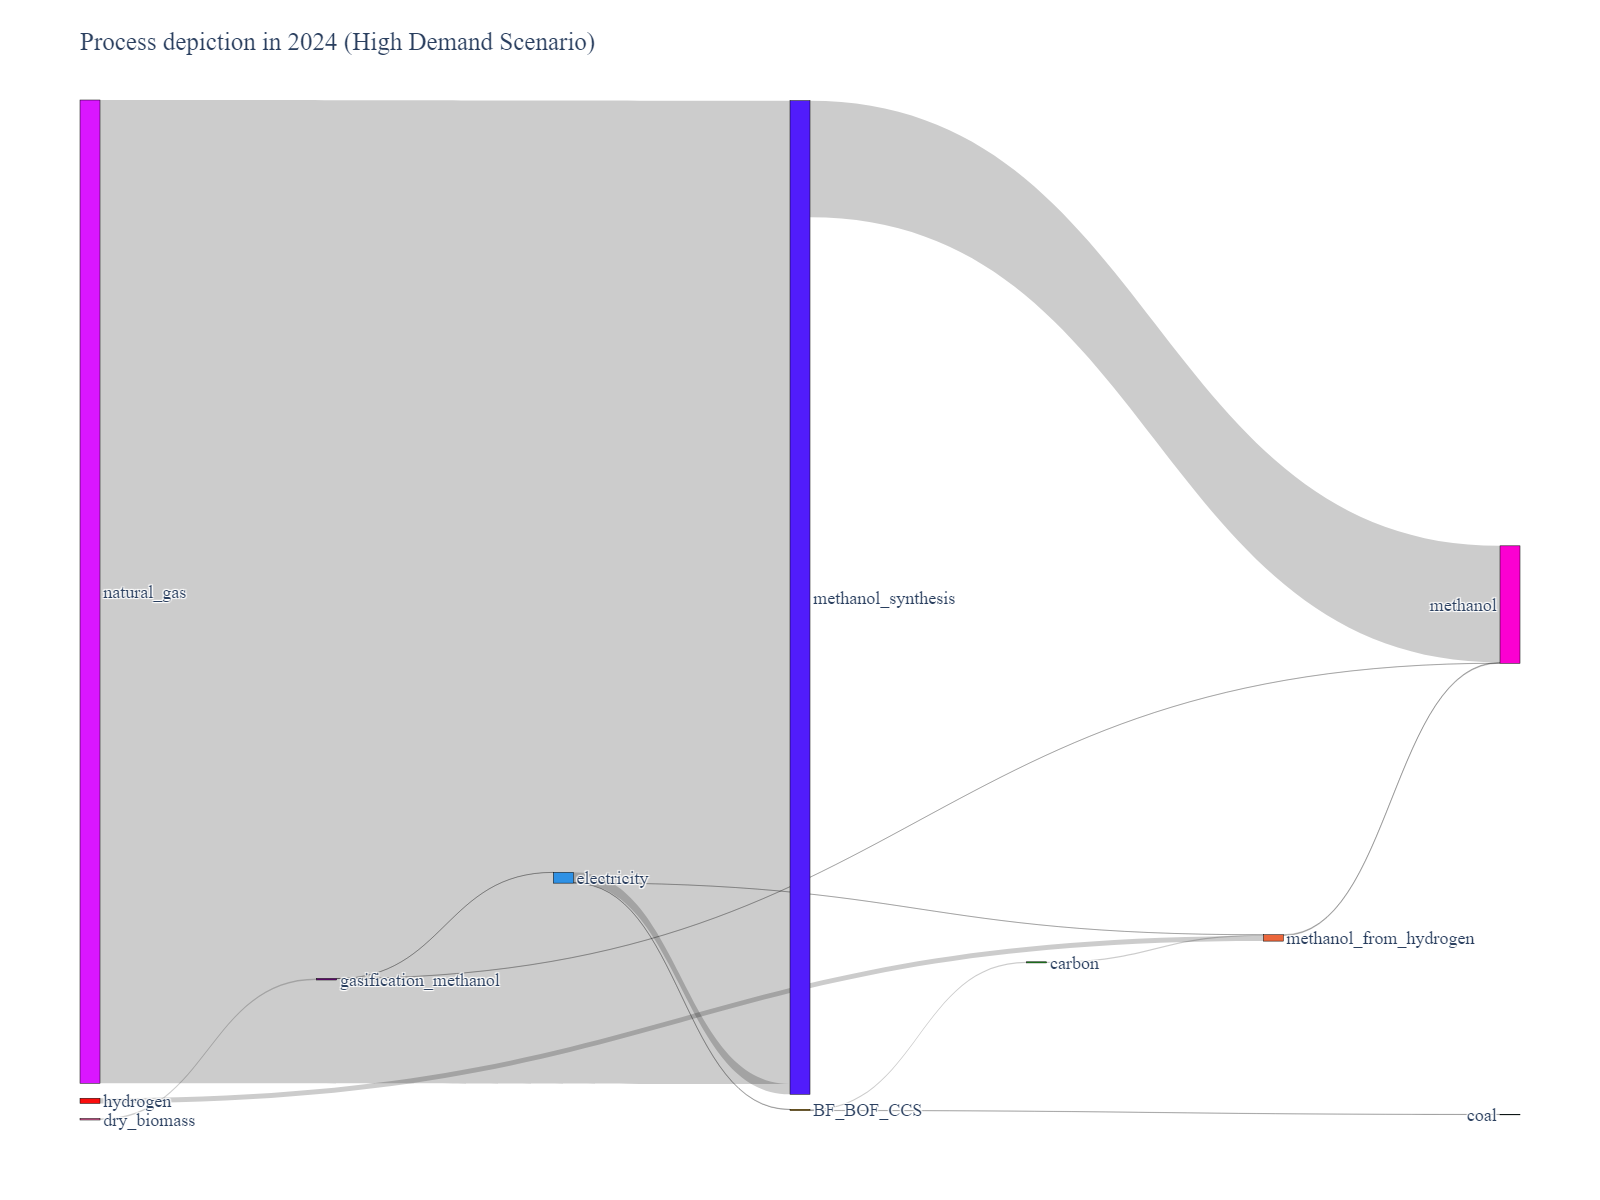 Process depiction in 2024 (High Demand Scenario)
natural_gas
methanol_synthesis
methanol
electricity
methanol_from_hydrogen
carbon
gasification_methanol
hydrogen
BF_BOF_CCS
coal
dry_biomass